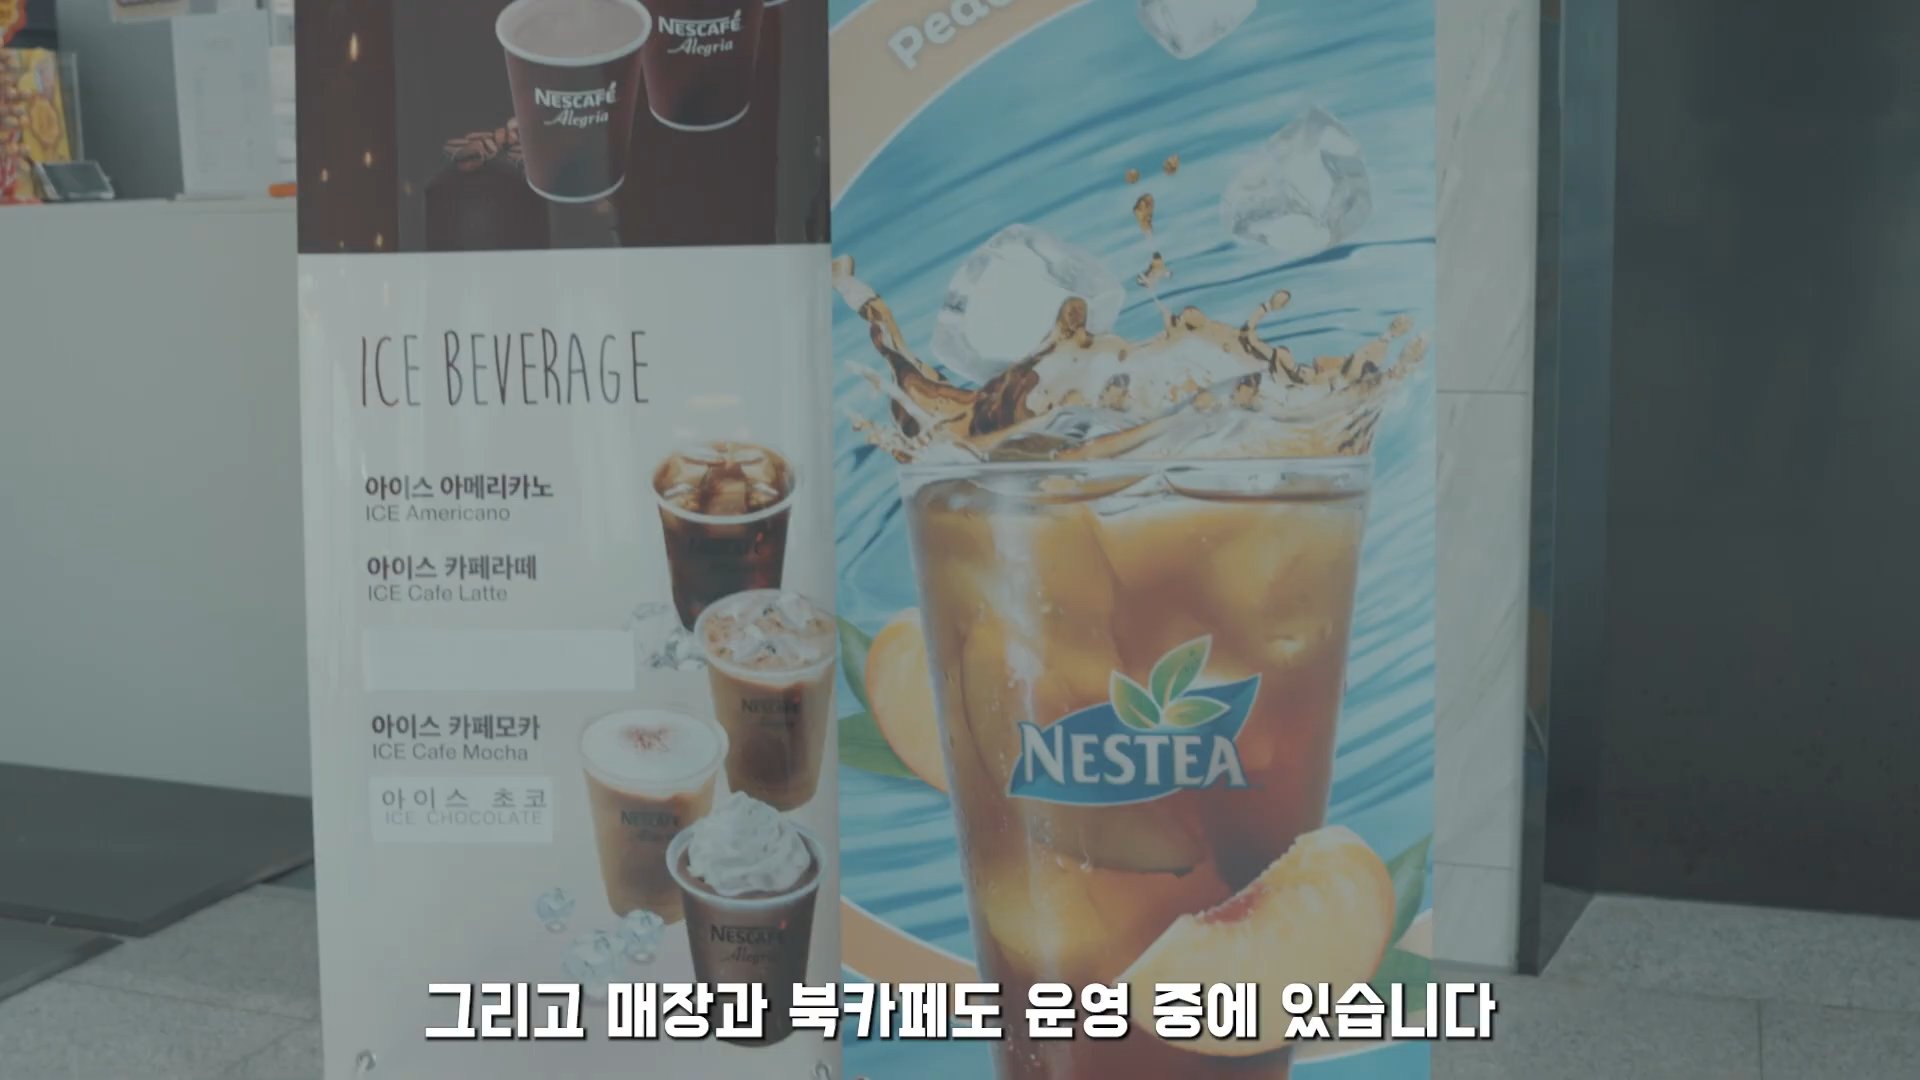 NESCAFÉ
Alegria
NESCAFÉ
Alegria
ICE BEVERAGE
아이스 아메리카노
ICE Americano
아이스 카페라떼
ICE Cafe Latte
아이스 카페모카
ICE Cafe Mocha
아이스 초코
ICE CHOCOLATE
NESCAFÉ
NESCAFÉ
NESCAFÉ
Alegria
NESTEA
그리고 매장과 북카페도 운영 중에 있습니다